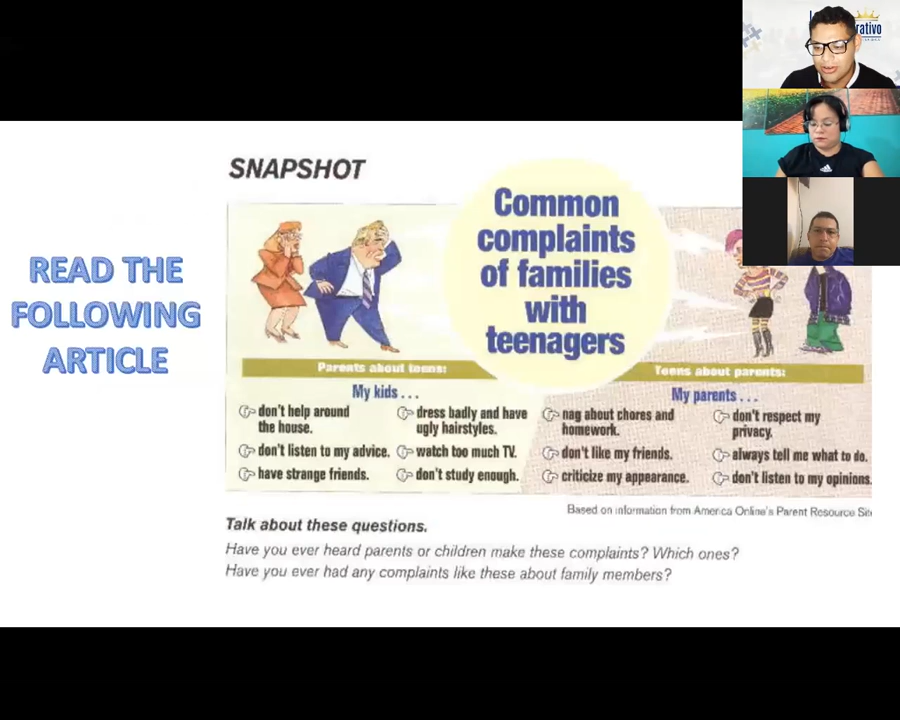 READ THE
FOLLOWING
ARTICLE
SNAPSHOT
Common
complaints
of families
with
teenagers
Parents about teens:
My kids . . .
don't help around
the house.
don't listen to my advice.
have strange friends.
dress badly and have
ugly hairstyles.
watch too much TV.
don't study enough.
Teens about parents:
My parents . . .
nag about chores and
homework.
don't like my friends.
criticize my appearance.
don't respect my
privacy.
always tell me what to do.
don't listen to my opinions.
Based on information from America Online's Parent Resource
Talk about these questions.
Have you ever heard parents or children make these complaints? Which ones?
Have you ever had any complaints like these about family members?